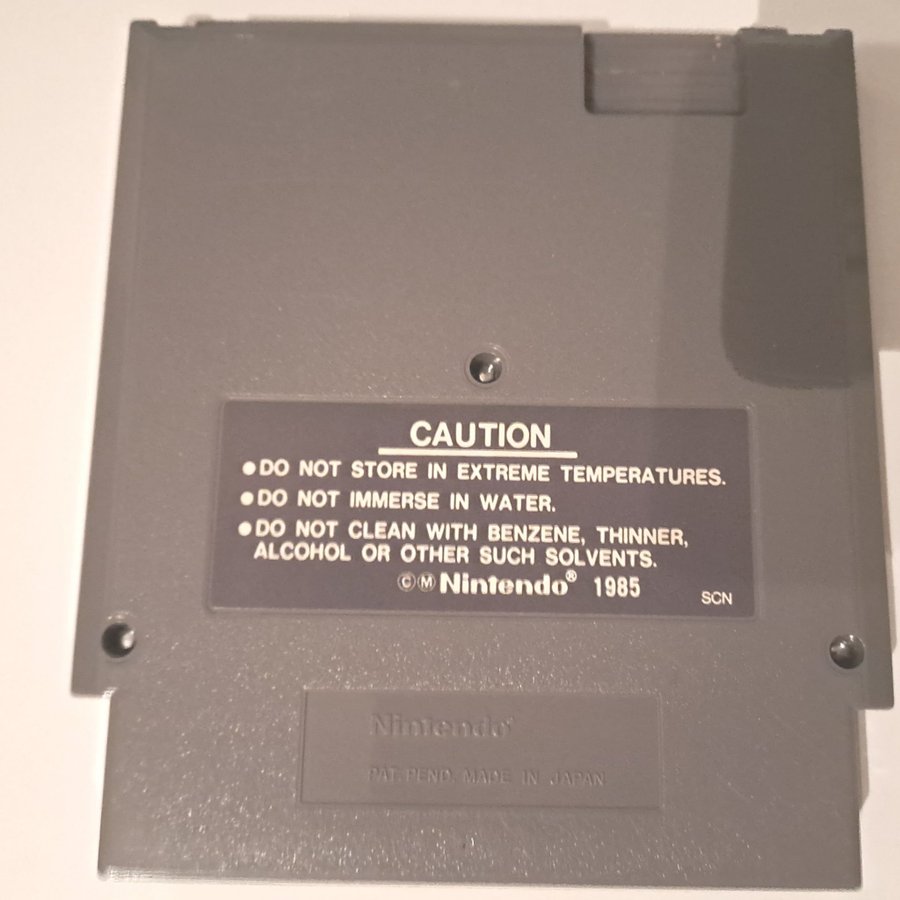 CAUTION
●DO NOT STORE IN EXTREME TEMPERATURES.
●DO NOT IMMERSE IN WATER.
●DO NOT CLEAN WITH BENZENE, THINNER,
ALCOHOL OR OTHER SUCH SOLVENTS.
ⒸⓂNintendo® 1985
SCN
Nintendo®
PAT. PEND. MADE IN JAPAN